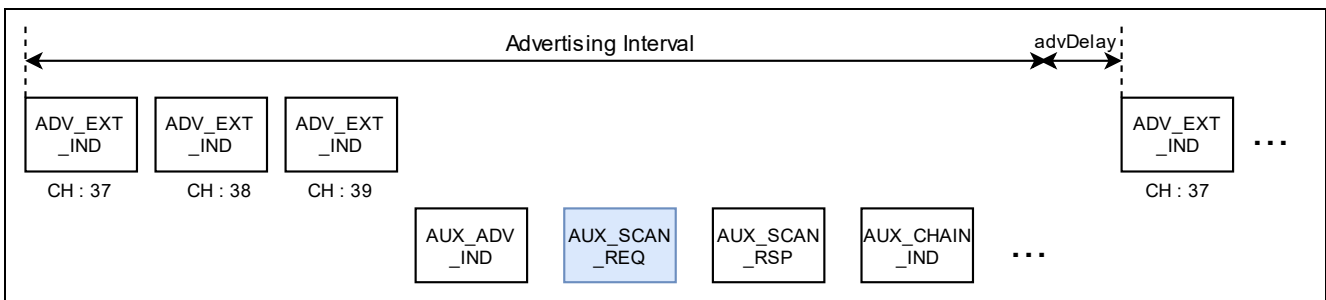 Advertising Interval
advDelay
ADV_EXT
_IND
ADV_EXT
_IND
ADV_EXT
_IND
ADV_EXT
_IND
...
CH : 37
CH : 38
CH : 39
CH : 37
AUX_ADV
_IND
AUX_SCAN
_REQ
AUX_SCAN
_RSP
AUX_CHAIN
_IND
...